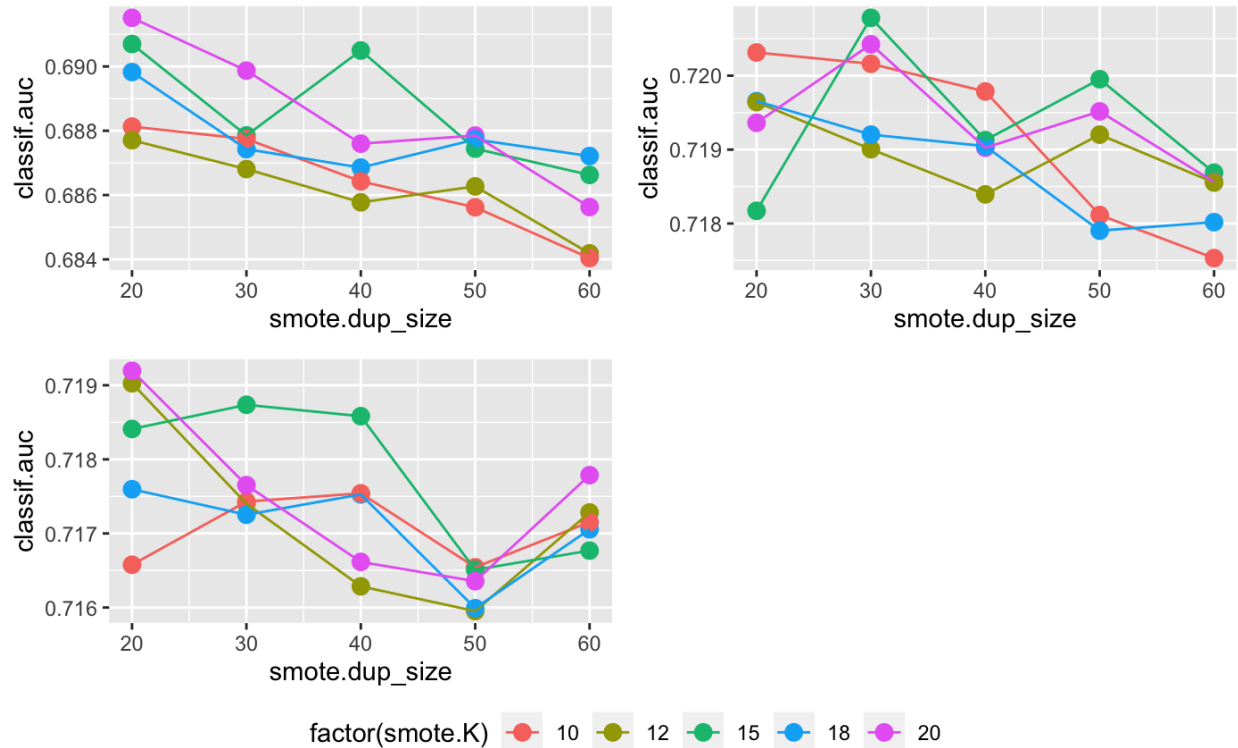 classif.auc
0.690
0.688
0.686
0.684
20 30 40 50 60
smote.dup_size
classif.auc
0.720
0.719
0.718
20 30 40 50 60
smote.dup_size
classif.auc
0.719
0.718
0.717
0.716
20 30 40 50 60
smote.dup_size
factor(smote.K) 10 12 15 18 20